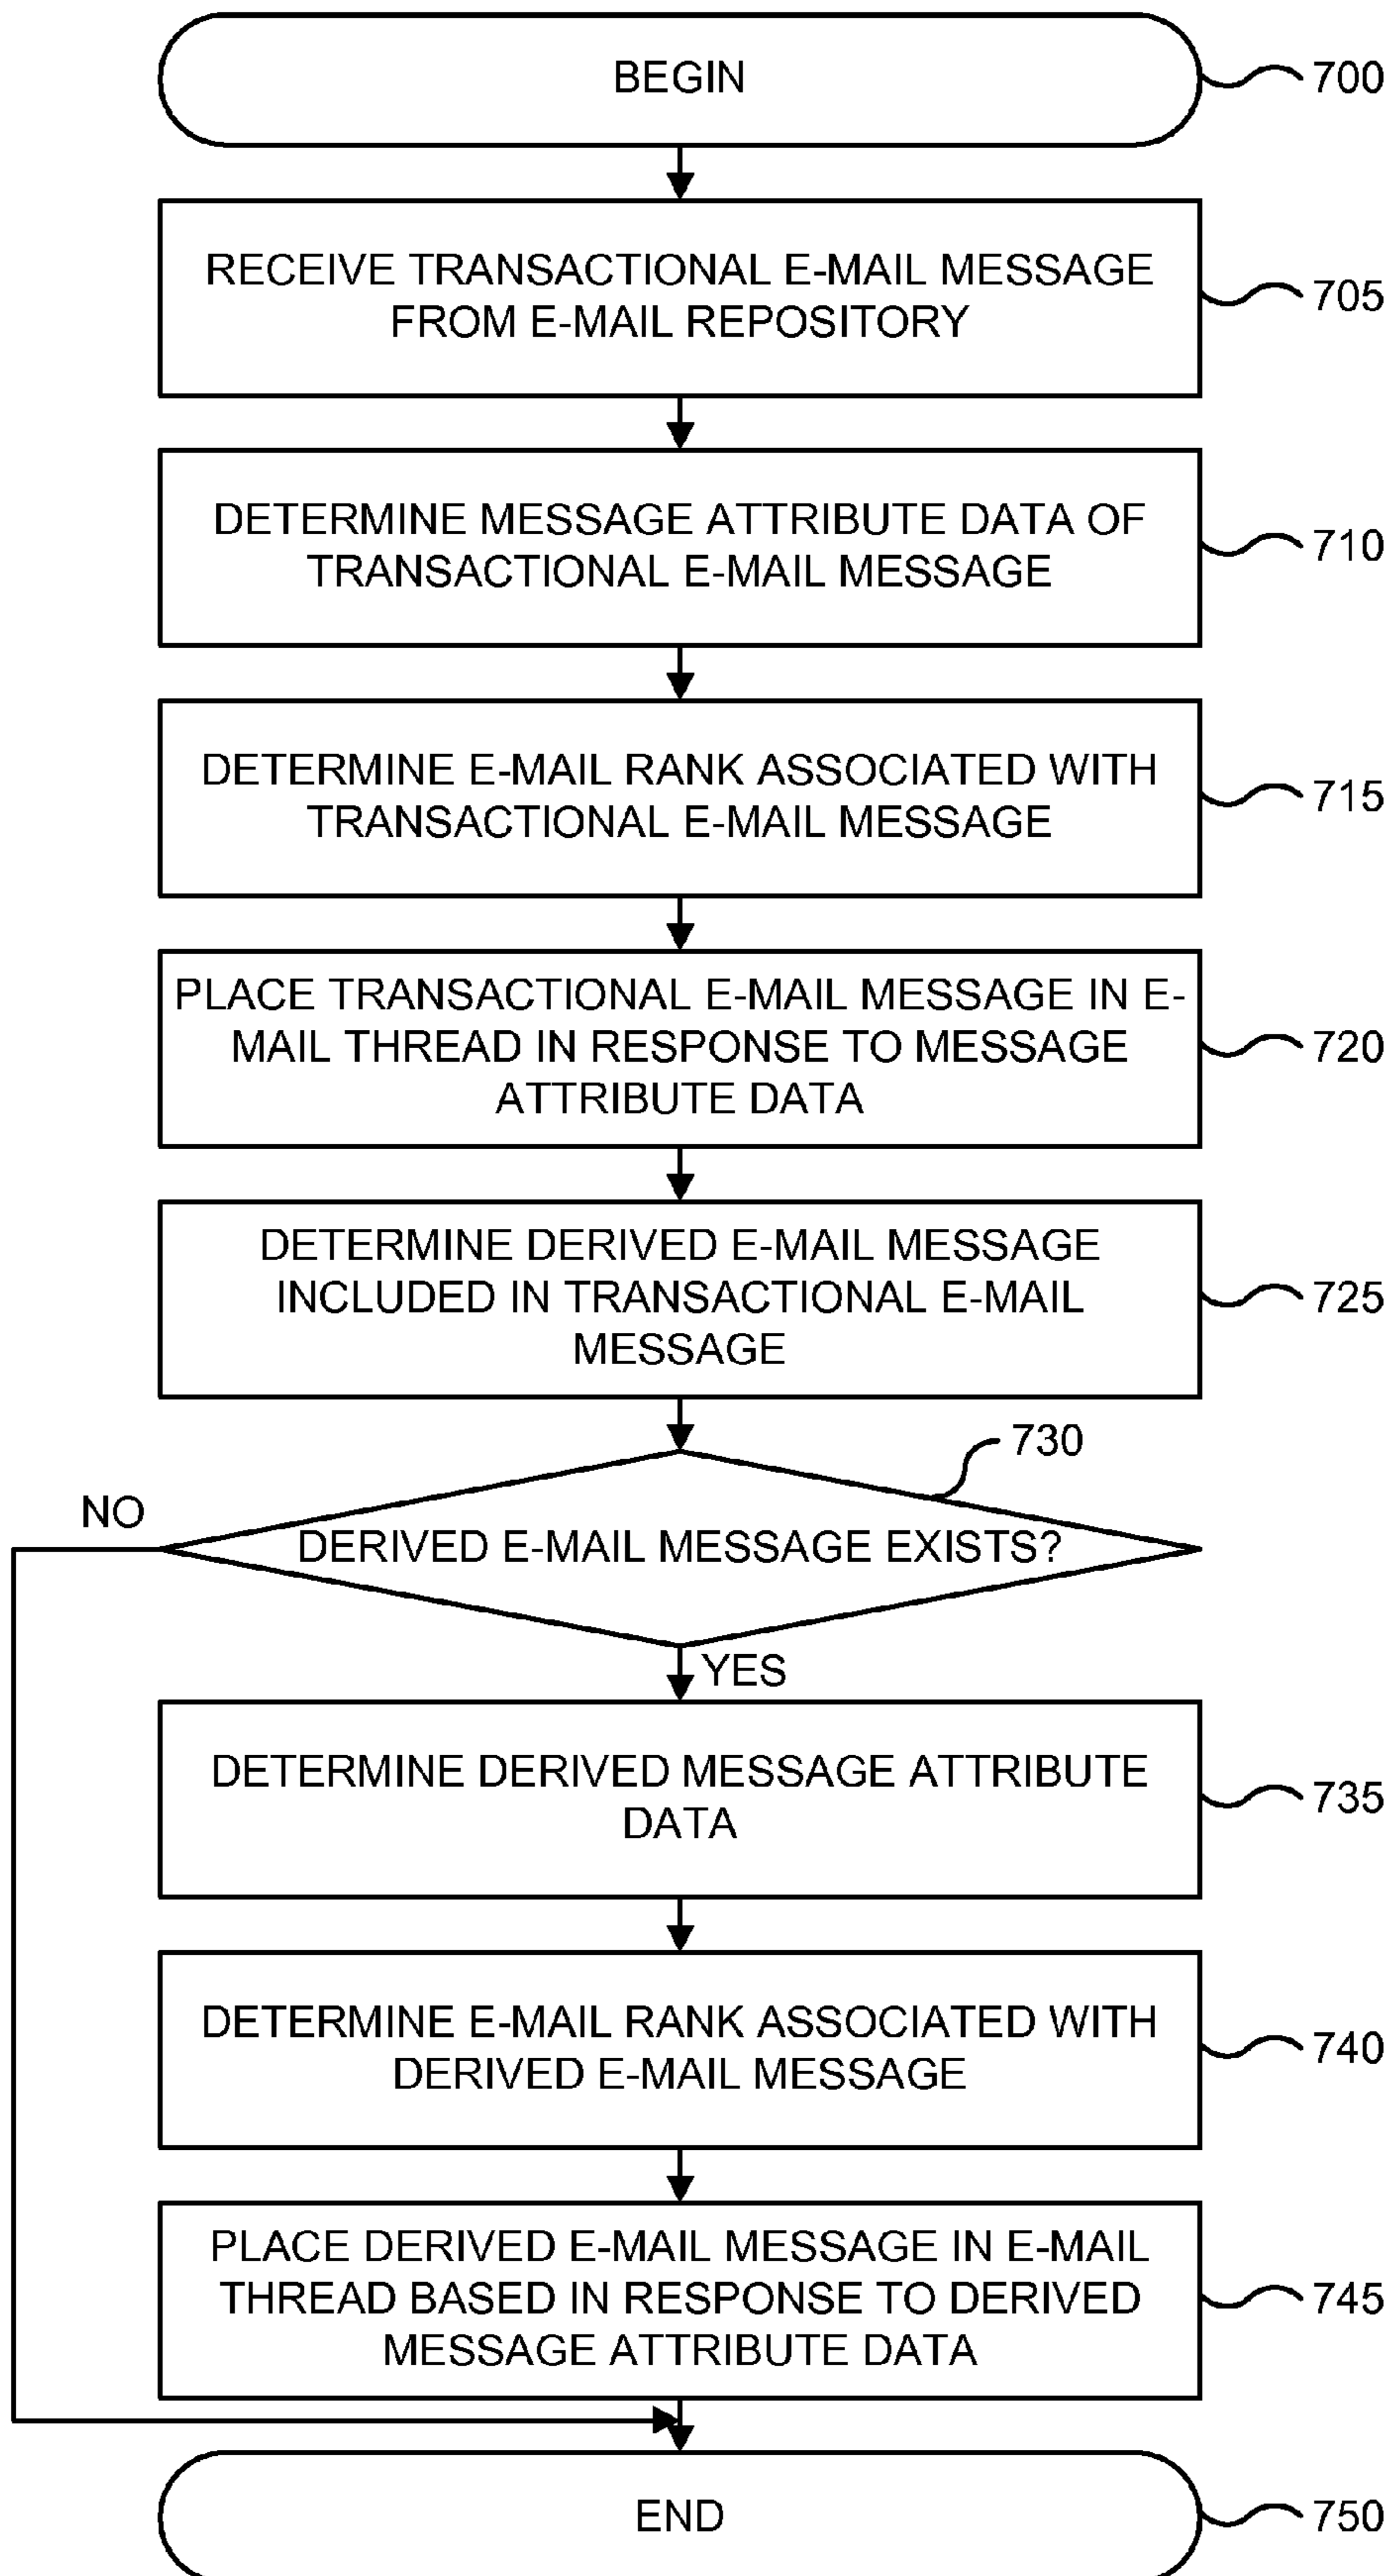 BEGIN
700
RECEIVE TRANSACTIONAL E-MAIL MESSAGE
FROM E-MAIL REPOSITORY
705
DETERMINE MESSAGE ATTRIBUTE DATA OF
TRANSACTIONAL E-MAIL MESSAGE
710
DETERMINE E-MAIL RANK ASSOCIATED WITH
TRANSACTIONAL E-MAIL MESSAGE
715
PLACE TRANSACTIONAL E-MAIL MESSAGE IN E-
MAIL THREAD IN RESPONSE TO MESSAGE
ATTRIBUTE DATA
720
DETERMINE DERIVED E-MAIL MESSAGE
INCLUDED IN TRANSACTIONAL E-MAIL
MESSAGE
725
730
NO
DERIVED E-MAIL MESSAGE EXISTS?
YES
DETERMINE DERIVED MESSAGE ATTRIBUTE
DATA
735
DETERMINE E-MAIL RANK ASSOCIATED WITH
DERIVED E-MAIL MESSAGE
740
PLACE DERIVED E-MAIL MESSAGE IN E-MAIL
THREAD BASED IN RESPONSE TO DERIVED
MESSAGE ATTRIBUTE DATA
745
END
750